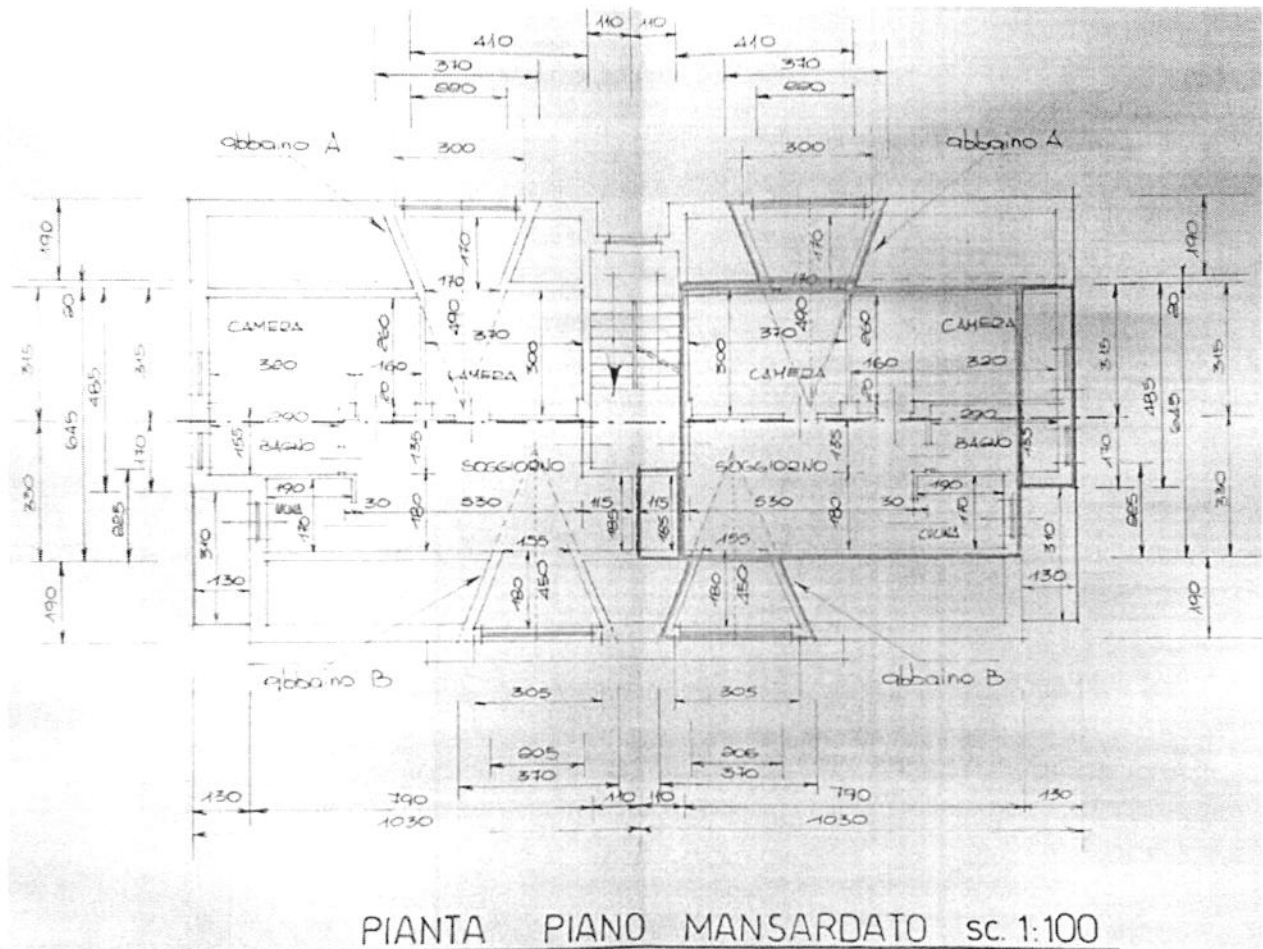 110 110
410 410
370 370
220 220
abbaino A abbaino A
300 300
190 170 170 190
170 170
20 490 490 20
CAMERA CAMERA
315 645 485 315 260 370 300 300 370 260 315 485 645 315
320 160 CAMERA CAMERA 160 320
20 20
290 290
155 BAGNO 135 SOGGIORNO SOGGIORNO 135 BAGNO 155
330 170 170 330
225 190 30 180 530 115 115 530 180 30 190 225
170 185 185 170
310 155 155 310
CUCINA
130 180 450 180 450 130
190 190
abbaino B abbaino B
305 305
205 206
370 370
130 790 110 110 790 130
1030 1030
PIANTA PIANO MANSARDATO sc. 1:100